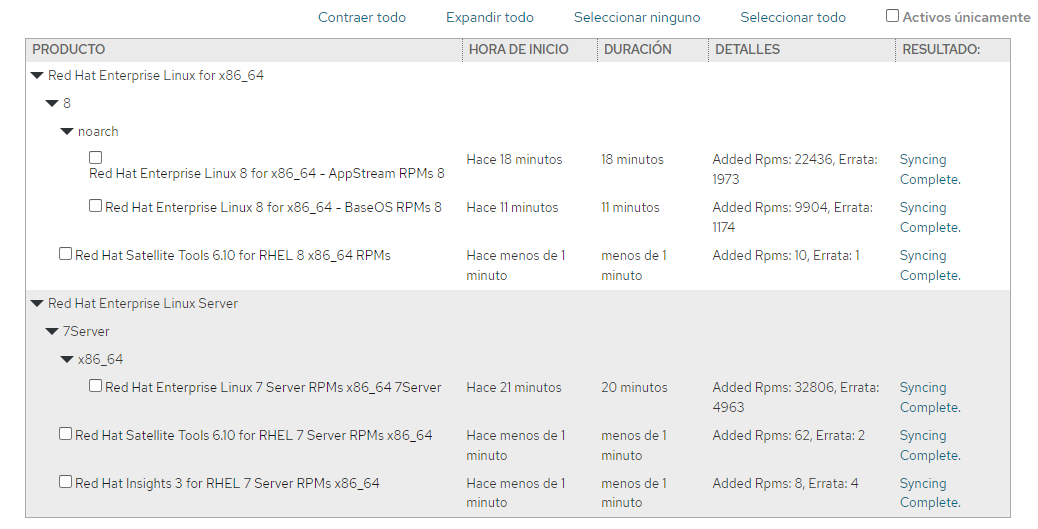 Contraer todo Expandir todo Seleccionar ninguno Seleccionar todo Activos únicamente
PRODUCTO HORA DE INICIO DURACIÓN DETALLES RESULTADO:
Red Hat Enterprise Linux for x86_64
8
noarch
Hace 18 minutos 18 minutos Added Rpms: 22436, Errata: Syncing
Red Hat Enterprise Linux 8 for x86_64 - AppStream RPMs 8 1973 Complete.
Red Hat Enterprise Linux 8 for x86_64 - BaseOS RPMs 8 Hace 11 minutos 11 minutos Added Rpms: 9904, Errata: Syncing
1174 Complete.
Red Hat Satellite Tools 6.10 for RHEL 8 x86_64 RPMs Hace menos de 1 menos de 1 Added Rpms: 10, Errata: 1 Syncing
minuto minuto Complete.
Red Hat Enterprise Linux Server
7Server
x86_64
Red Hat Enterprise Linux 7 Server RPMs x86_64 7Server Hace 21 minutos 20 minutos Added Rpms: 32806, Errata: Syncing
4963 Complete.
Red Hat Satellite Tools 6.10 for RHEL 7 Server RPMs x86_64 Hace menos de 1 menos de 1 Added Rpms: 62, Errata: 2 Syncing
minuto minuto Complete.
Red Hat Insights 3 for RHEL 7 Server RPMs x86_64 Hace menos de 1 menos de 1 Added Rpms: 8, Errata: 4 Syncing
minuto minuto Complete.